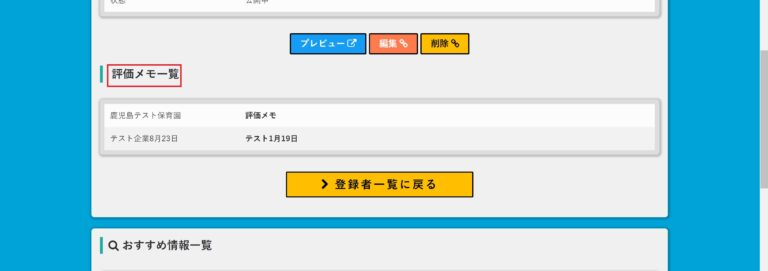 状態 公開中
プレビュー 編集 削除
評価メモ一覧
鹿児島テスト保育園 評価メモ
テスト企業8月23日 テスト1月19日
登録者一覧に戻る
おすすめ情報一覧